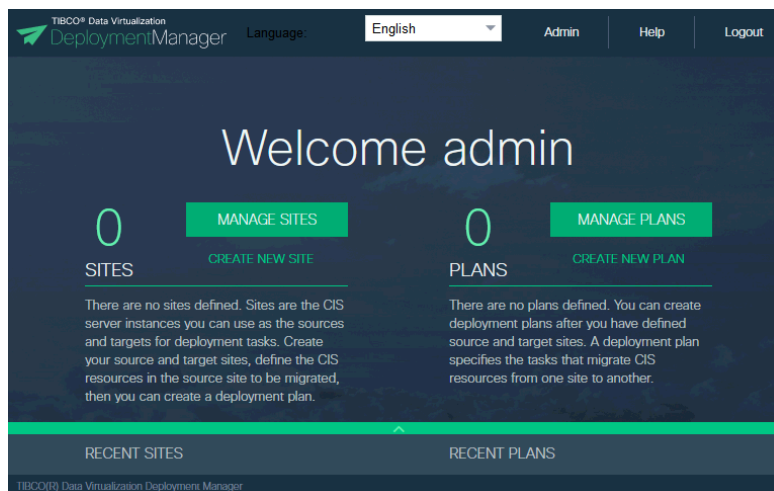 TIBCO® Data Virtualization
DeploymentManager
Language:
English
Admin
Help
Logout
Welcome admin
0
SITES
MANAGE SITES
CREATE NEW SITE
There are no sites defined. Sites are the CIS
server instances you can use as the sources
and targets for deployment tasks. Create
your source and target sites, define the CIS
resources in the source site to be migrated,
then you can create a deployment plan.
0
PLANS
MANAGE PLANS
CREATE NEW PLAN
There are no plans defined. You can create
deployment plans after you have defined
source and target sites. A deployment plan
specifies the tasks that migrate CIS
resources from one site to another.
RECENT SITES
RECENT PLANS
TIBCO(R) Data Virtualization Deployment Manager